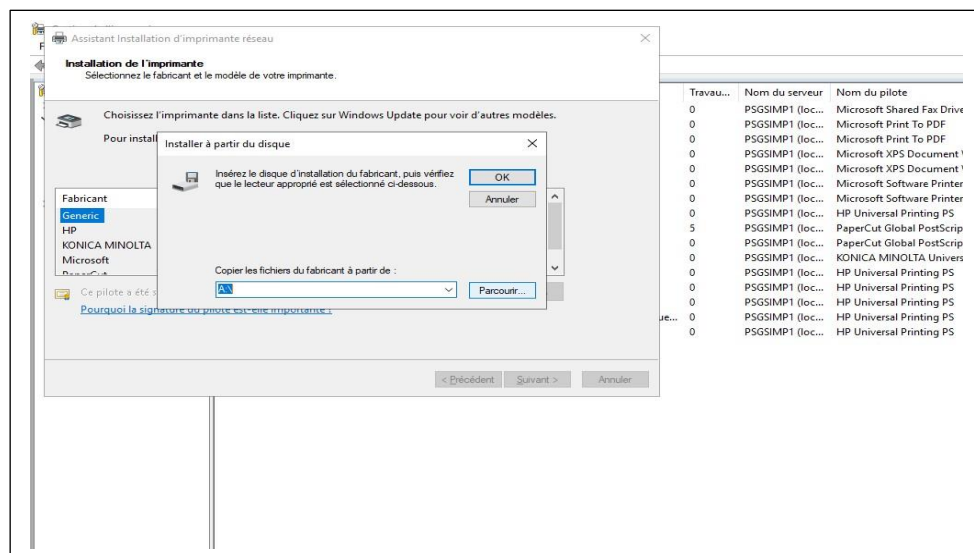 Assistant Installation d'imprimante réseau
Installation de l'imprimante
Sélectionnez le fabricant et le modèle de votre imprimante.
Choisissez l'imprimante dans la liste. Cliquez sur Windows Update pour voir d'autres modèles.
Pour install
Installer à partir du disque
Insérez le disque d'installation du fabricant, puis vérifiez
que le lecteur approprié est sélectionné ci-dessous.
OK
Annuler
Copier les fichiers du fabricant à partir de :
A:\
Parcourir...
Fabricant
Generic
HP
KONICA MINOLTA
Microsoft
PaperCut
Ce pilote a été s
Pourquoi la signature du pilote est-elle importante ?
< Précédent
Suivant >
Annuler
Travau... Nom du serveur Nom du pilote
0 PSGSIMP1 (loc... Microsoft Shared Fax Drive
0 PSGSIMP1 (loc... Microsoft Print To PDF
0 PSGSIMP1 (loc... Microsoft Print To PDF
0 PSGSIMP1 (loc... Microsoft XPS Document
0 PSGSIMP1 (loc... Microsoft XPS Document
0 PSGSIMP1 (loc... Microsoft Software Printer
0 PSGSIMP1 (loc... Microsoft Software Printer
0 PSGSIMP1 (loc... HP Universal Printing PS
5 PSGSIMP1 (loc... PaperCut Global PostScrip
0 PSGSIMP1 (loc... PaperCut Global PostScrip
0 PSGSIMP1 (loc... KONICA MINOLTA Univers
0 PSGSIMP1 (loc... HP Universal Printing PS
0 PSGSIMP1 (loc... HP Universal Printing PS
0 PSGSIMP1 (loc... HP Universal Printing PS
ue... 0 PSGSIMP1 (loc... HP Universal Printing PS
0 PSGSIMP1 (loc... HP Universal Printing PS